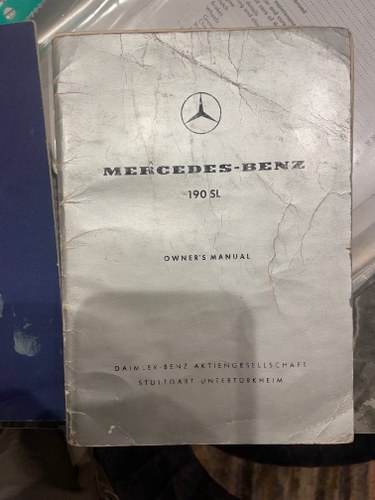 MERCEDES-BENZ
190 SL
OWNER'S MANUAL
DAIMLER-BENZ AKTIENGESELLSCHAFT
STUTTGART-UNTERTÜRKHEIM